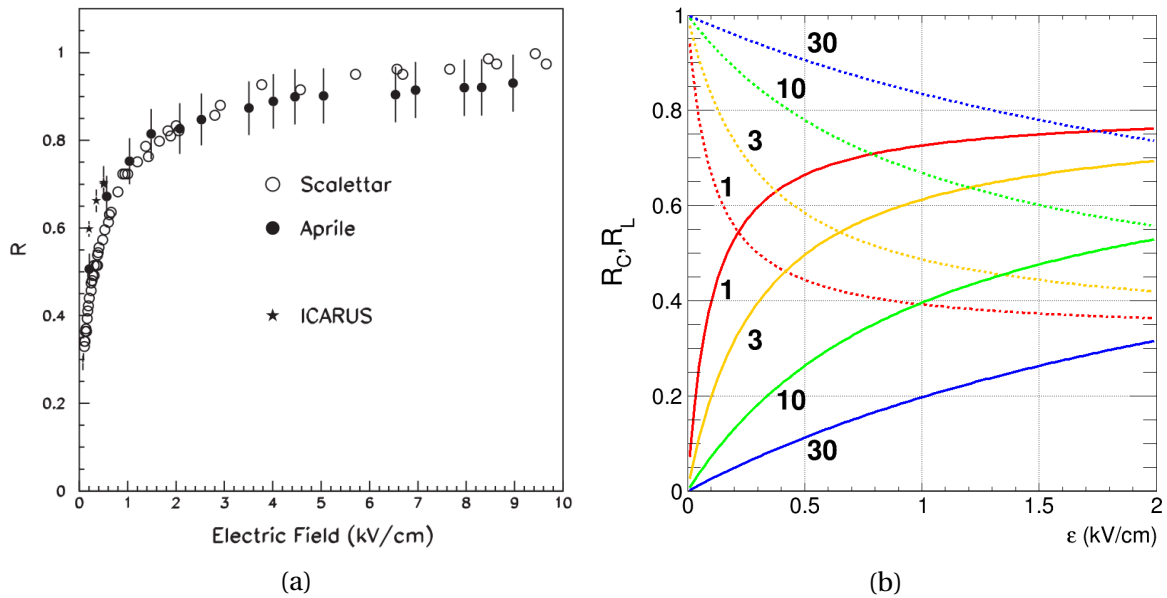 R
1
0.8
0.6
0.4
0.2
0
Scalettar
Aprile
ICARUS
0 1 2 3 4 5 6 7 8 9 10
Electric Field (kV/cm)
(a)
R_C,R_L
1
0.8
0.6
0.4
0.2
0
30
10
3
1
1
3
10
30
0.5 1 1.5 2
ε (kV/cm)
(b)